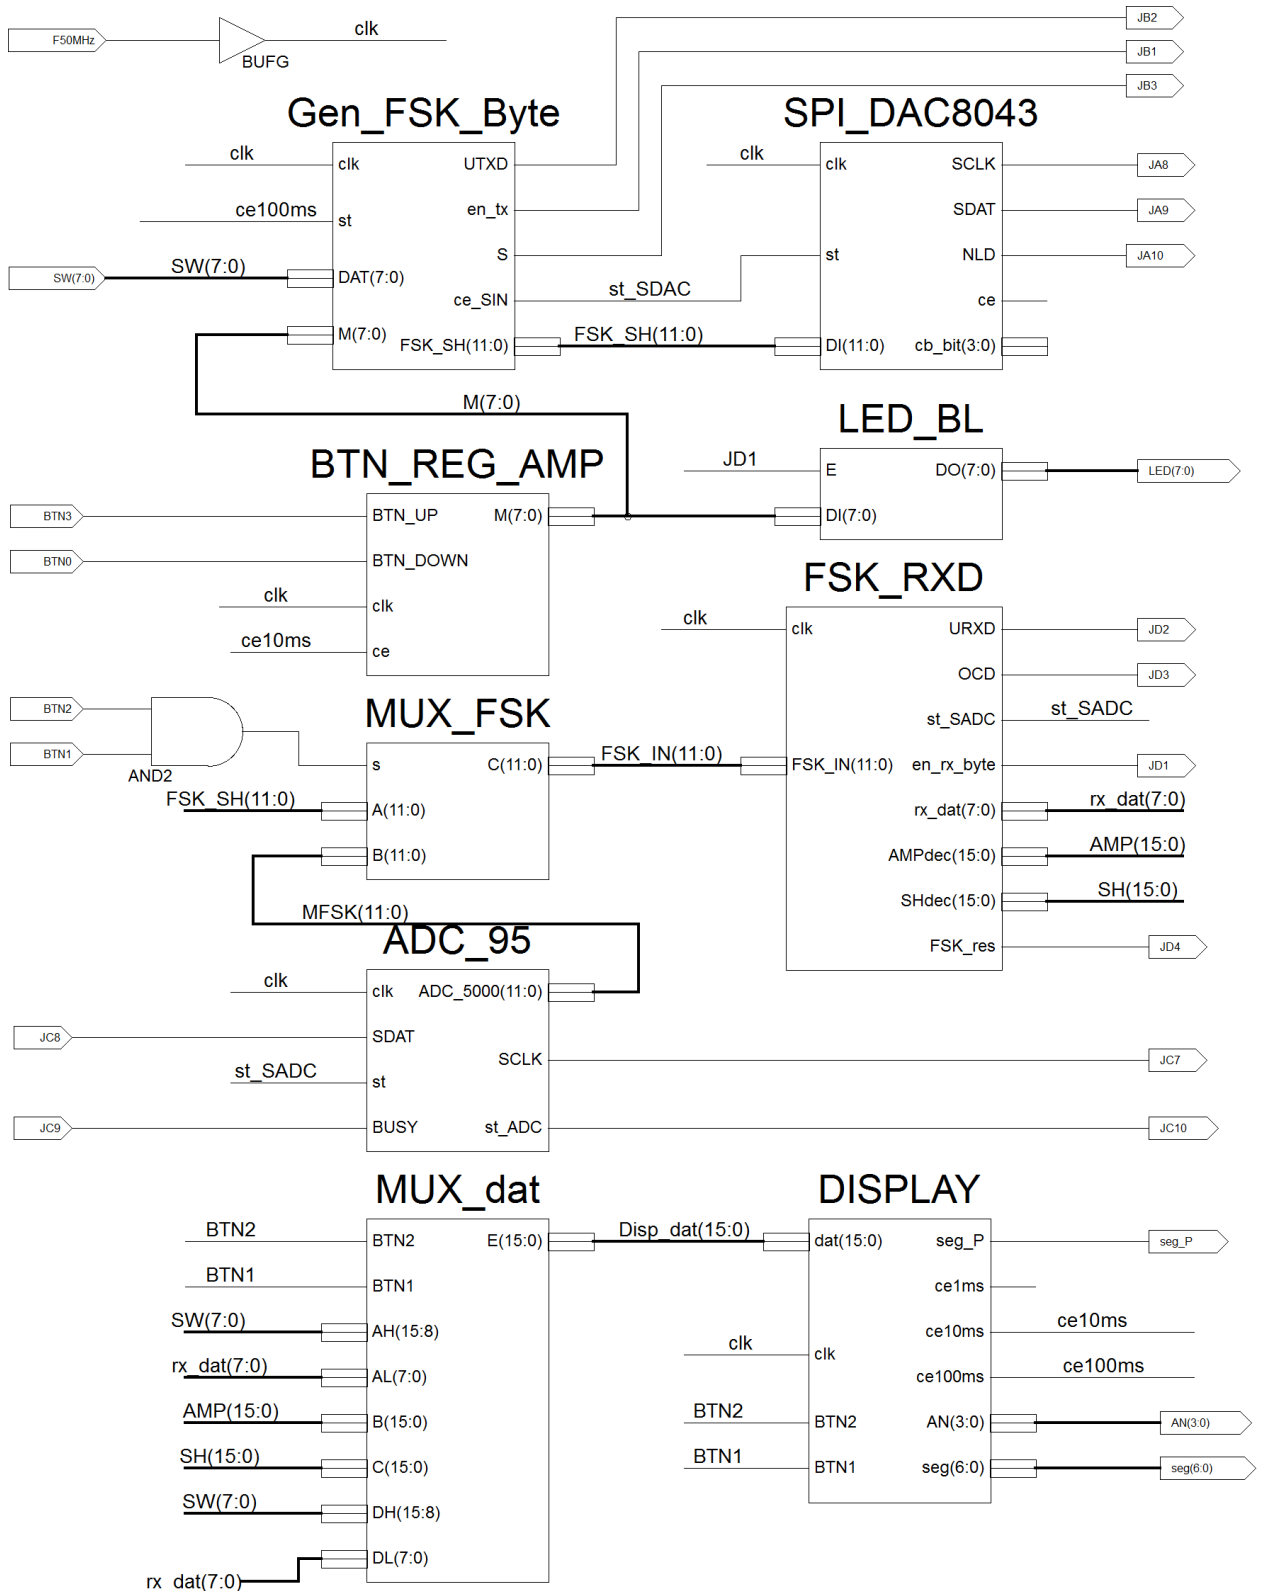 JB2
F50MHz
clk
BUFG
JB1
JB3
Gen_FSK_Byte
SPI_DAC8043
clk
clk
UTXD
clk
clk
SCLK
JA8
ce100ms
st
en_tx
SDAT
JA9
SW(7:0)
SW(7:0)
DAT(7:0)
S
st
NLD
JA10
ce_SIN
st_SDAC
ce
M(7:0)
FSK_SH(11:0)
FSK_SH(11:0)
DI(11:0)
cb_bit(3:0)
M(7:0)
LED_BL
BTN_REG_AMP
JD1
E
DO(7:0)
LED(7:0)
BTN3
BTN_UP
M(7:0)
DI(7:0)
BTN0
BTN_DOWN
FSK_RXD
clk
clk
clk
clk
URXD
JD2
ce10ms
ce
OCD
JD3
BTN2
BTN1
AND2
MUX_FSK
st_SADC
st_SADC
s
C(11:0)
FSK_IN(11:0)
FSK_IN(11:0)
en_rx_byte
JD1
FSK_SH(11:0)
A(11:0)
rx_dat(7:0)
rx_dat(7:0)
B(11:0)
AMPdec(15:0)
AMP(15:0)
MFSK(11:0)
SHdec(15:0)
SH(15:0)
ADC_95
FSK_res
JD4
clk
clk
ADC_5000(11:0)
JC8
SDAT
SCLK
JC7
st_SADC
st
JC9
BUSY
st_ADC
JC10
MUX_dat
DISPLAY
BTN2
BTN2
E(15:0)
Disp_dat(15:0)
dat(15:0)
seg_P
seg_P
BTN1
BTN1
ce1ms
SW(7:0)
AH(15:8)
ce10ms
ce10ms
clk
clk
rx_dat(7:0)
AL(7:0)
ce100ms
ce100ms
AMP(15:0)
B(15:0)
BTN2
BTN2
AN(3:0)
AN(3:0)
SH(15:0)
C(15:0)
BTN1
BTN1
seg(6:0)
seg(6:0)
SW(7:0)
DH(15:8)
DL(7:0)
rx_dat(7:0)